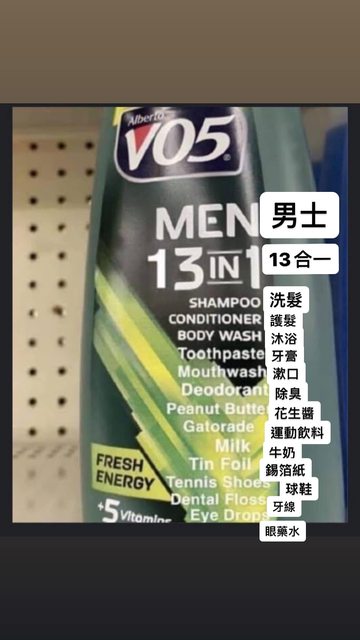 Alberto
VO5
MEN 男士
13 IN 1 13合一
SHAMPOO 洗髮
CONDITIONER 護髮
BODY WASH 沐浴
Toothpaste 牙膏
Mouthwash 漱口
Deodorant 除臭
Peanut Butter 花生醬
Gatorade 運動飲料
Milk 牛奶
Tin Foil 錫箔紙
Tennis Shoes 球鞋
Dental Floss 牙線
Eye Drops 眼藥水
FRESH
ENERGY
+5 Vitamins